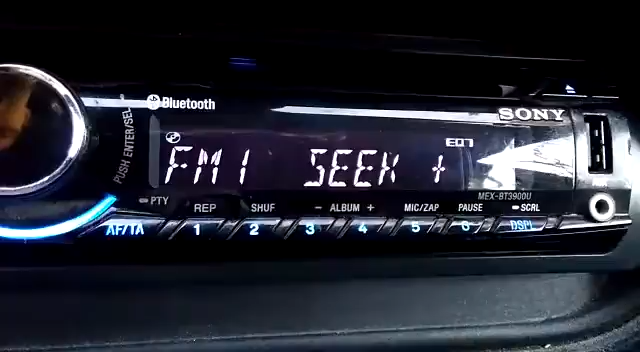 Bluetooth
SONY
PUSH ENTER/SEL
EQ7
FM1 SEEK +
MEX-BT3900U
PTY REP SHUF - ALBUM + MIC/ZAP PAUSE SCRL
AF/TA 1 2 3 4 5 6 DSPL